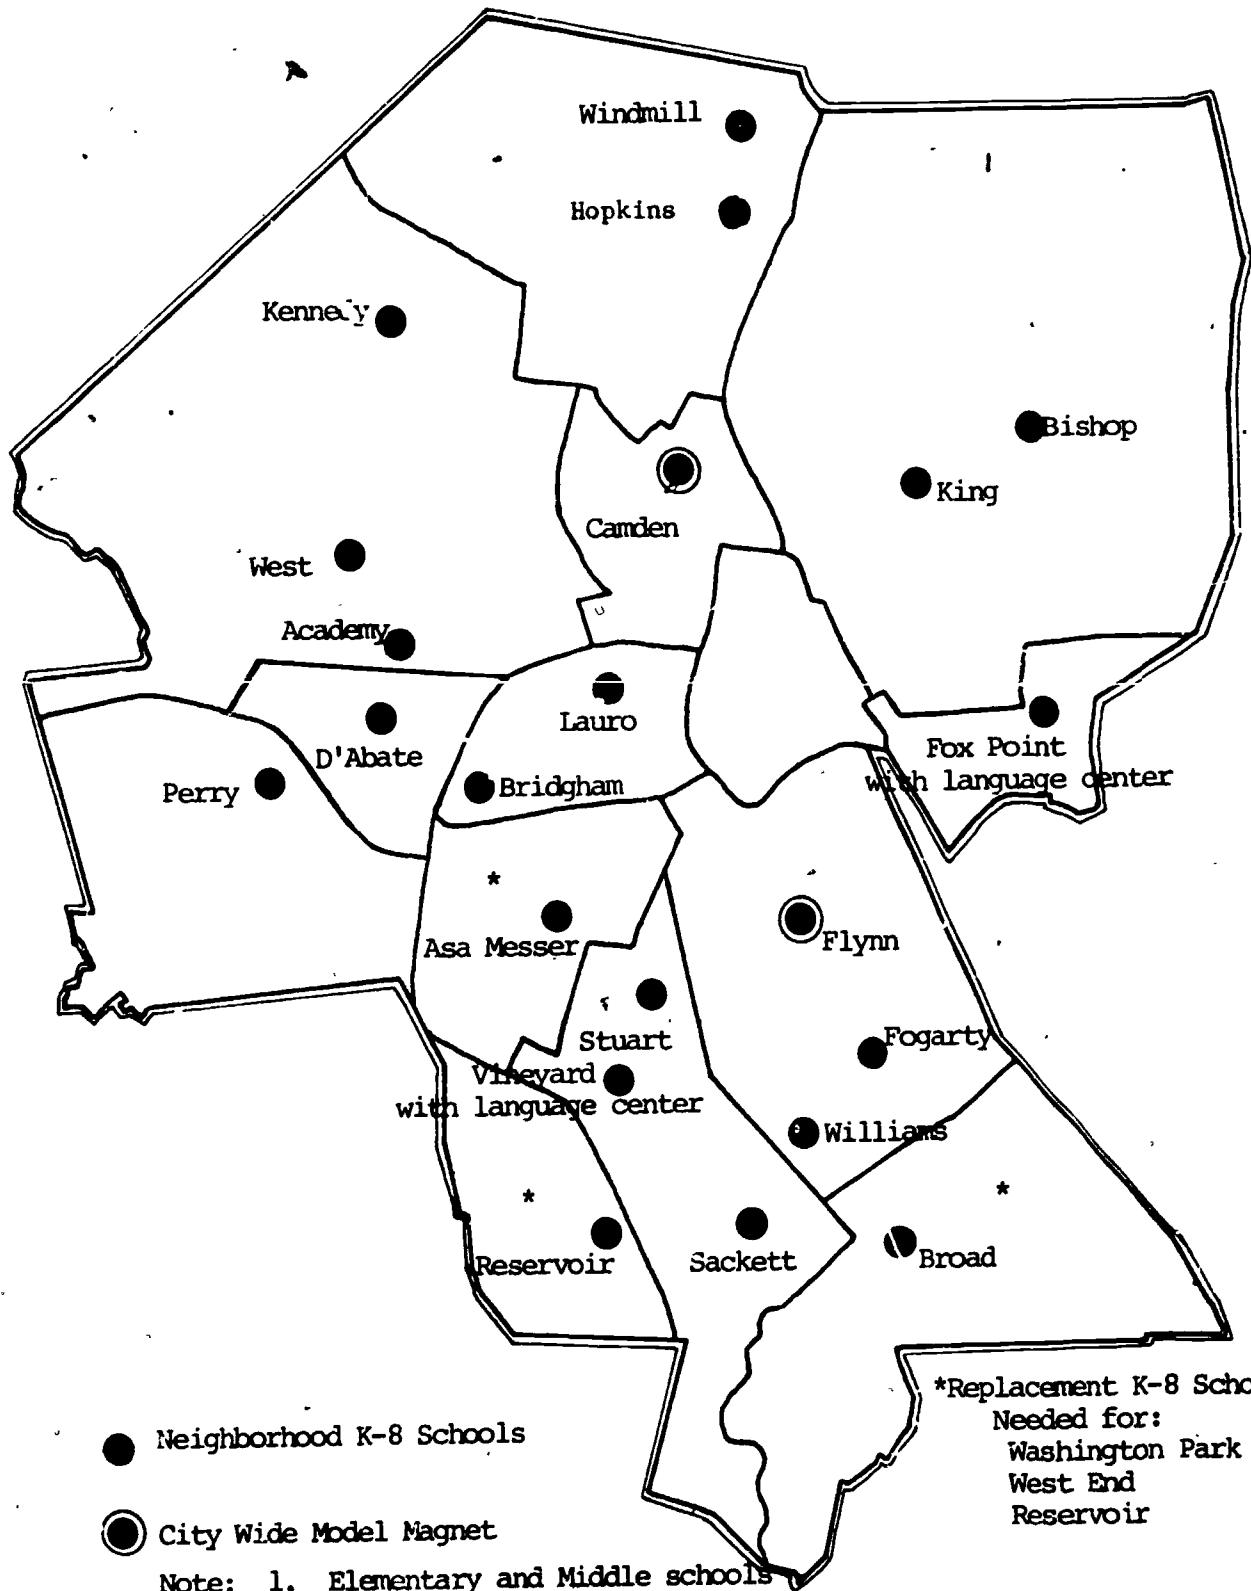 Windmill
Hopkins
Kennedy
Bishop
King
Camden
West
Academy
Lauro
D'Abate
Fox Point
with language center
Perry
Bridgham
*
Asa Messer
Flynn
Stuart
Fogarty
Vineyard
with language center
Williams
*
*
Reservoir
Sackett
Broad
*Replacement K-8 Scho
Needed for:
Washington Park
West End
Reservoir
Neighborhood K-8 Schools
City Wide Model Magnet
Note: 1. Elementary and Middle schools